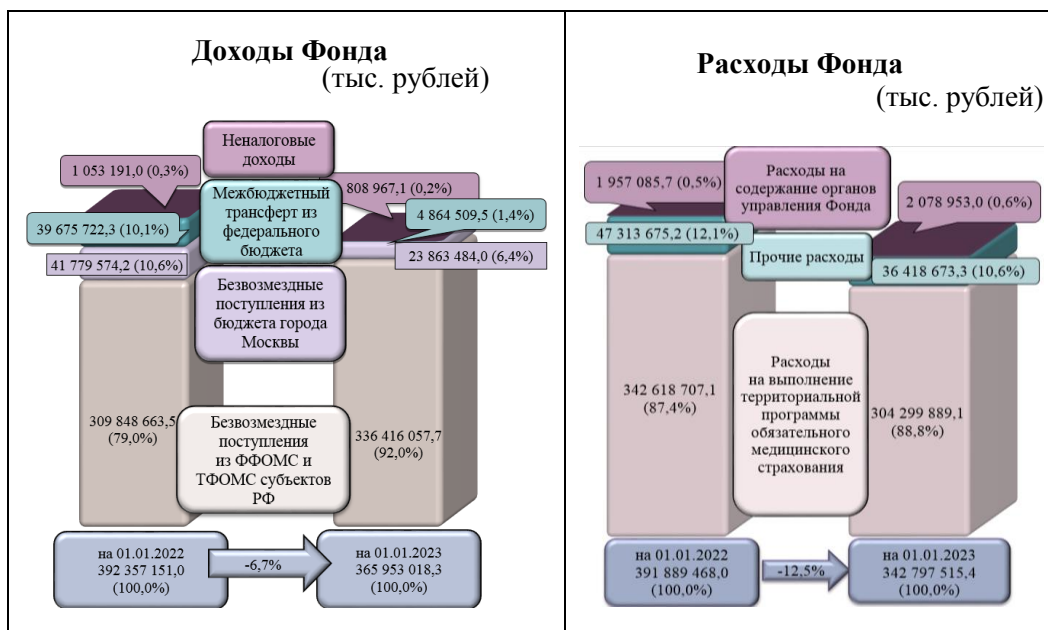 Доходы Фонда
(тыс. рублей)
Неналоговые
доходы
1 053 191,0 (0,3%)
808 967,1 (0,2%)
Межбюджетный
трансферт из
федерального
бюджета
39 675 722,3 (10,1%)
4 864 509,5 (1,4%)
41 779 574,2 (10,6%)
23 863 484,0 (6,4%)
Безвозмездные
поступления из
бюджета города
Москвы
309 848 663,5
(79,0%)
Безвозмездные
поступления
из ФФОМС и
ТФОМС субъектов
РФ
336 416 057,7
(92,0%)
на 01.01.2022
392 357 151,0
(100,0%)
-6,7%
на 01.01.2023
365 953 018,3
(100,0%)
Расходы Фонда
(тыс. рублей)
1 957 085,7 (0,5%)
Расходы на
содержание органов
управления Фонда
2 078 953,0 (0,6%)
47 313 675,2 (12,1%)
Прочие расходы
36 418 673,3 (10,6%)
342 618 707,1
(87,4%)
Расходы
на выполнение
территориальной
программы
обязательного
медицинского
страхования
304 299 889,1
(88,8%)
на 01.01.2022
391 889 468,0
(100,0%)
-12,5%
на 01.01.2023
342 797 515,4
(100,0%)